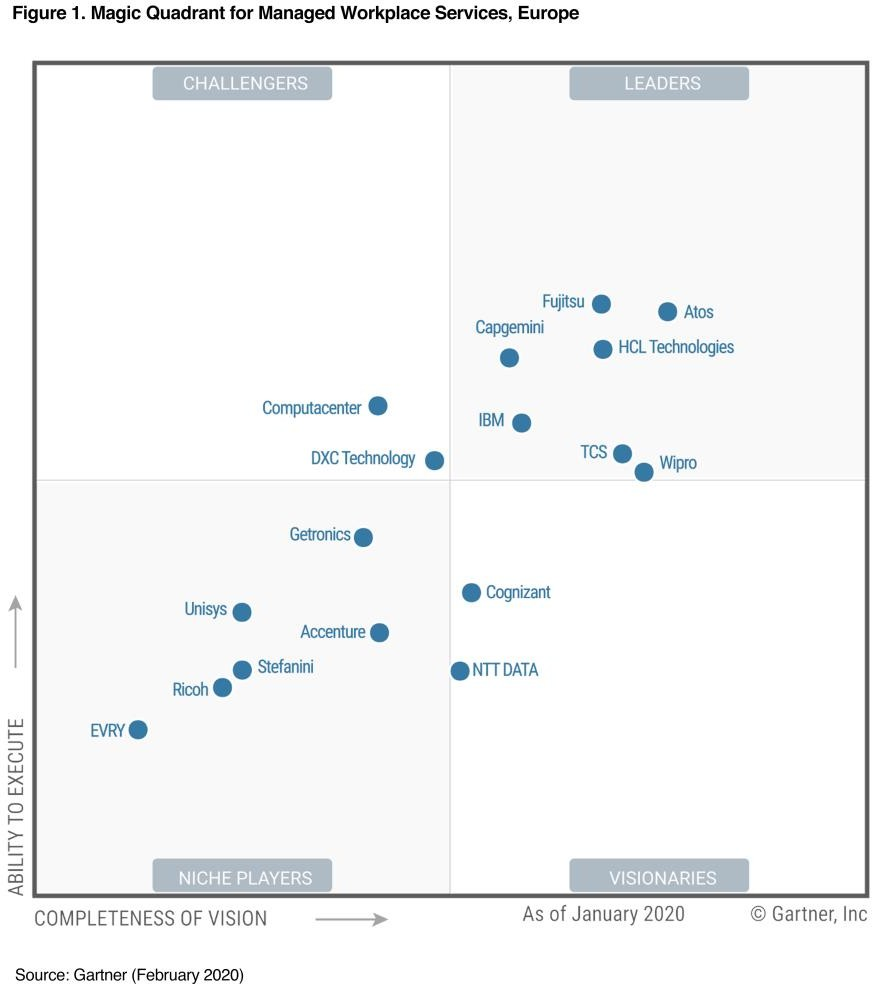 Figure 1. Magic Quadrant for Managed Workplace Services, Europe
CHALLENGERS
LEADERS
Fujitsu
Atos
Capgemini
HCL Technologies
Computacenter
IBM
DXC Technology
TCS
Wipro
Getronics
Cognizant
Unisys
Accenture
Stefanini
NTT DATA
Ricoh
EVRY
ABILITY TO EXECUTE
NICHE PLAYERS
VISIONARIES
COMPLETENESS OF VISION
As of January 2020
© Gartner, Inc
Source: Gartner (February 2020)